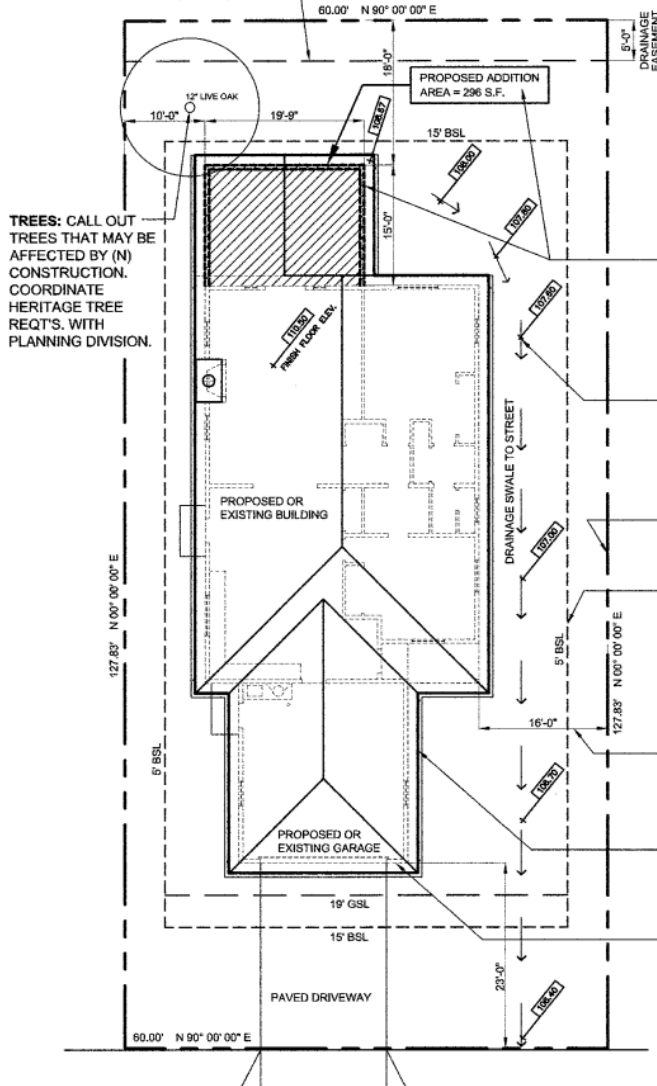 60.00' N 90° 00' 00" E
5'-0"
DRAINAGE
EASEMENT
18'-0"
PROPOSED ADDITION
AREA = 296 S.F.
12" LIVE OAK
10'-0"
19'-9"
108.67
15' BSL
108.00
15'-0"
107.80
TREES: CALL OUT
TREES THAT MAY BE
AFFECTED BY (N)
CONSTRUCTION.
COORDINATE
HERITAGE TREE
REQT'S. WITH
PLANNING DIVISION.
110.50
FINISH FLOOR ELEV.
107.60
PROPOSED OR
EXISTING BUILDING
DRAINAGE SWALE TO STREET
107.00
127.83' N 00° 00' 00" E
5' BSL
127.83' N 00° 00' 00" E
16'-0"
5' BSL
106.70
PROPOSED OR
EXISTING GARAGE
19' GSL
15' BSL
23'-0"
PAVED DRIVEWAY
106.40
60.00' N 90° 00' 00" E